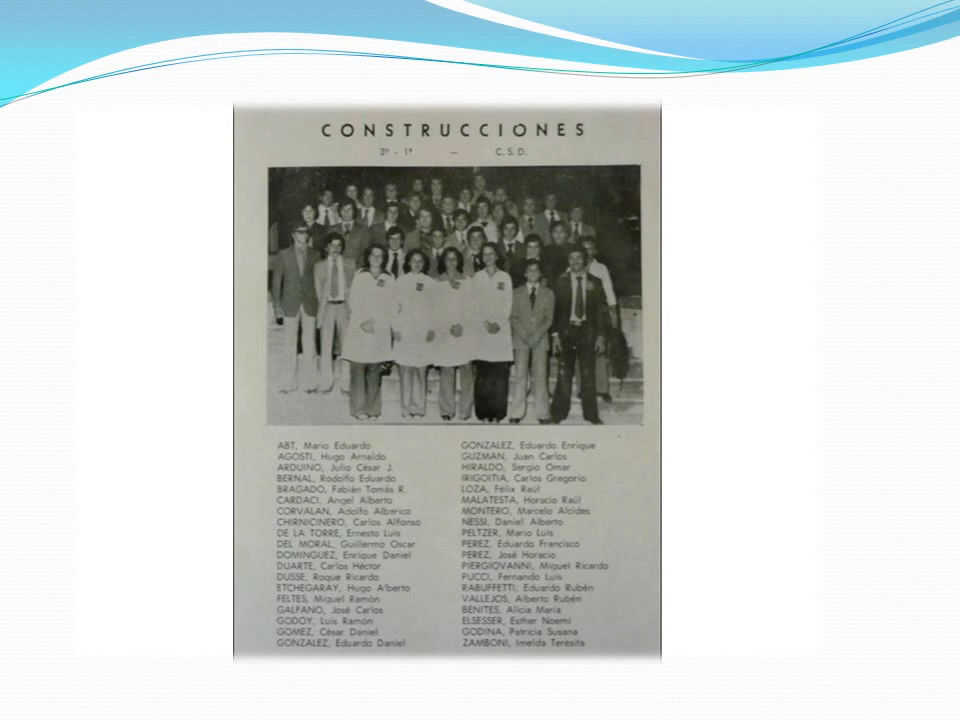 CONSTRUCCIONES
3º - 1ª — C. S. D.
ABT, Mario Eduardo
AGOSTI, Hugo Arnaldo
ARDUINO, Julio César J.
BERNAL, Rodolfo Eduardo
BRAGADO, Fabián Tomás R.
CARDACI, Angel Alberto
CORVALAN, Adolfo Alberico
CHIRNICINERO, Carlos Alfonso
DE LA TORRE, Ernesto Luis
DEL MORAL, Guillermo Oscar
DOMINGUEZ, Enrique Daniel
DUARTE, Carlos Héctor
DUSSE, Roque Ricardo
ETCHEGARAY, Hugo A'berto
FELTES, Miguel Ramón
GALFANO, José Carlos
GODOY, Luis Ramón
GOMEZ, César Daniel
GONZALEZ, Eduardo Daniel
GONZALEZ, Eduardo Enrique
GUZMAN, Juan Carlos
HIRALDO, Sergio Omar
IRIGOITIA, Carlos Gregorio
LOZA, Félix Raúl
MALATESTA, Horacio Raúl
MONTERO, Marcelo Alcides
NESSI, Daniel Alberto
PELTZER, Mario Luis
PEREZ, Eduardo Francisco
PEREZ, José Horacio
PIERGIOVANNI, Miguel Ricardo
PUCCI, Fernando Luis
RABUFFETTI, Eduardo Rubén
VALLEJOS, Alberto Rubén
BENITES, Alicia María
ELSESSER, Esther Noemí
GODINA, Patricia Susana
ZAMBONI, Imelda Teresita